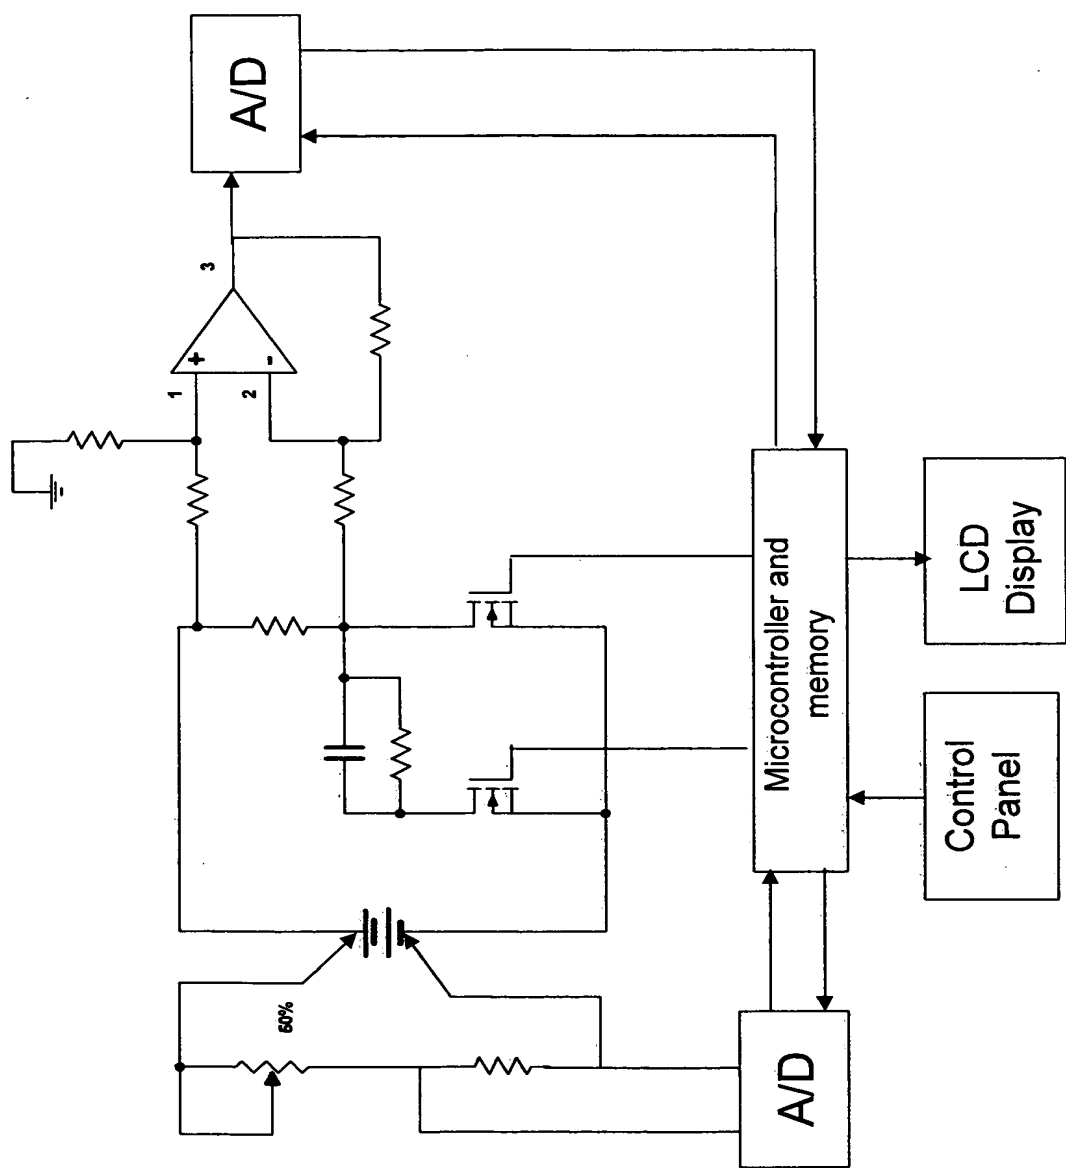 A/D
3
+
-
1
2
60%
Microcontroller and
memory
LCD
Display
Control
Panel
A/D